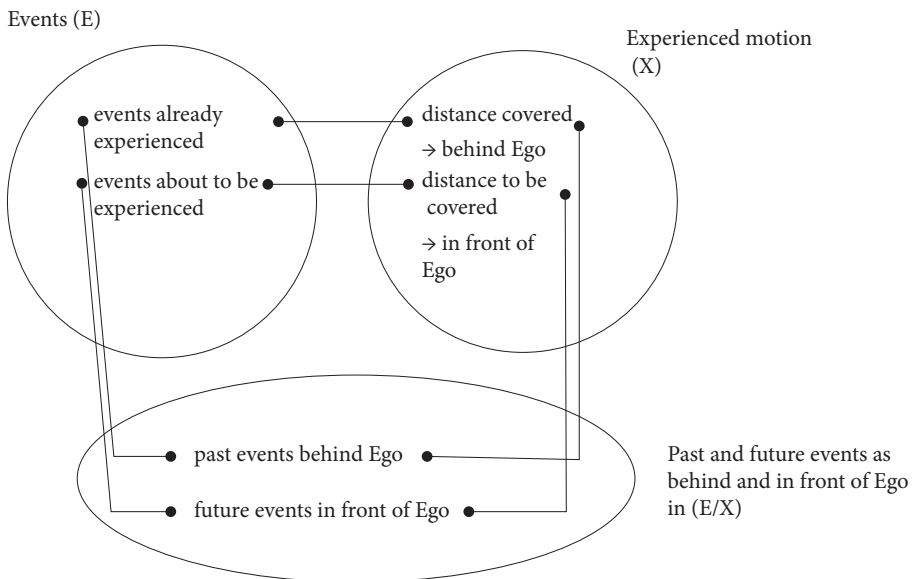 Events (E)
Experienced motion
(X)
events already
experienced
events about to be
experienced
distance covered
→ behind Ego
distance to be
covered
→ in front of
Ego
past events behind Ego
future events in front of Ego
Past and future events as
behind and in front of Ego
in (E/X)